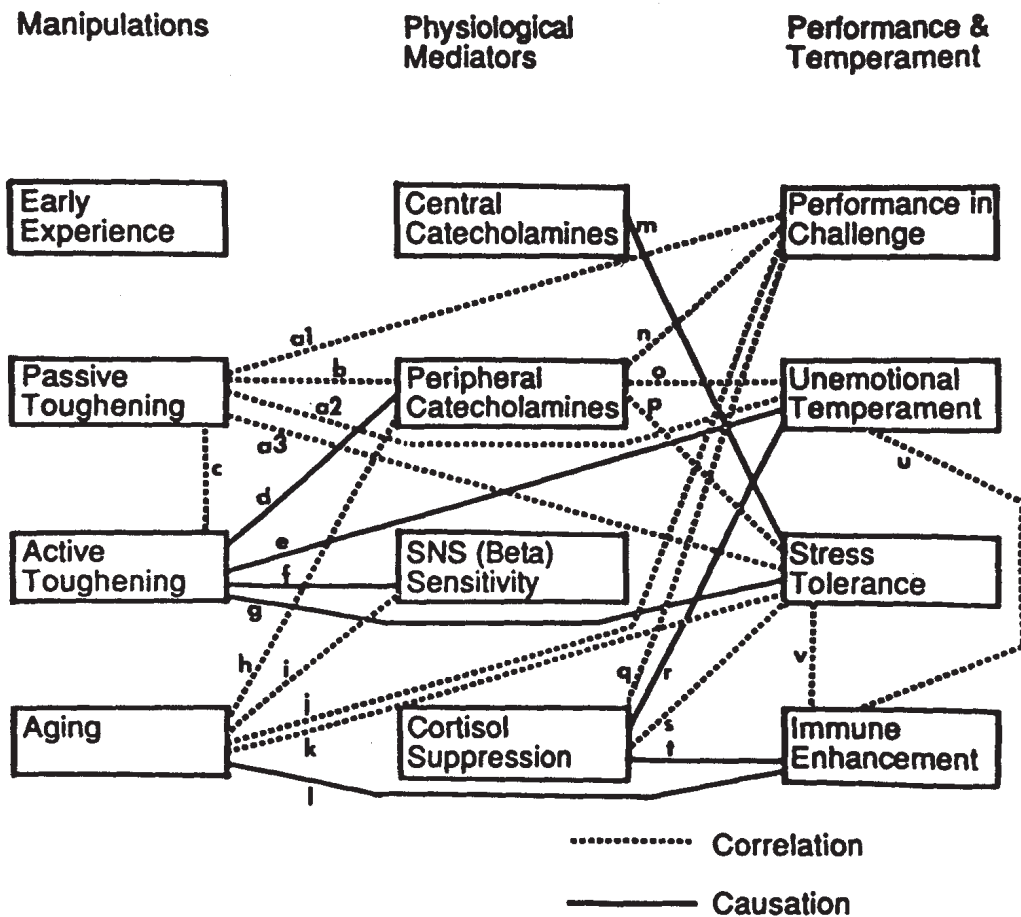 Manipulations
Physiological
Mediators
Performance &
Temperament
Early
Experience
Central
Catecholamines
m
Performance in
Challenge
a1
n
Passive
Toughening
b
a2
a3
Peripheral
Catecholamines
o
p
Unemotional
Temperament
c
d
u
Active
Toughening
e
f
g
SNS (Beta)
Sensitivity
Stress
Tolerance
h
i
j
k
q
r
v
Aging
l
Cortisol
Suppression
s
t
Immune
Enhancement
Correlation
Causation